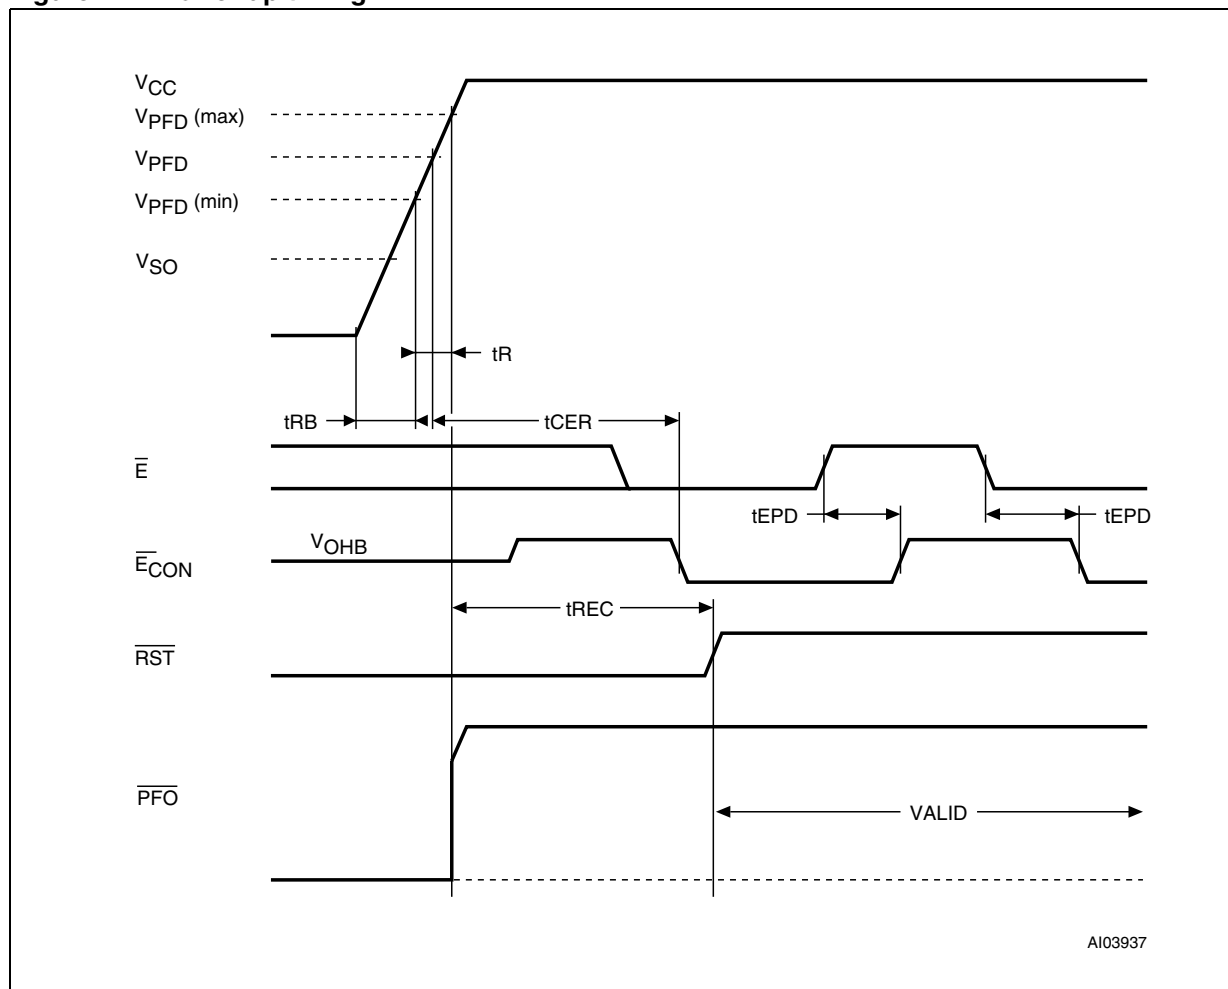 VCC
VPFD (max)
VPFD
VPFD (min)
VSO
tR
tRB
tCER
E
tEPD
tEPD
VOHB
ECON
tREC
RST
PFO
VALID
AI03937